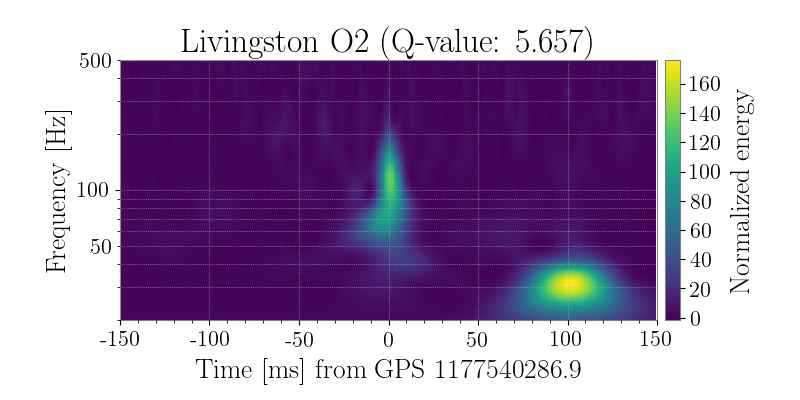 Livingston O2 (Q-value: 5.657)
500
100
50
Frequency [Hz]
-150 -100 -50 0 50 100 150
Time [ms] from GPS 1177540286.9
160
140
120
100
80
60
40
20
0
Normalized energy